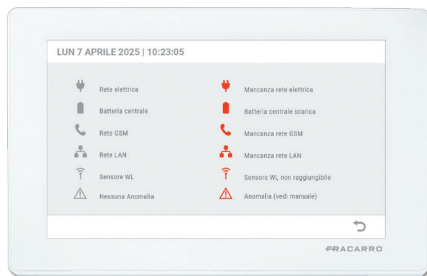 LUN 7 APRILE 2025 | 10:23:05
Rete elettrica
Mancanza rete elettrica
Batteria centrale
Batteria centrale scarica
Rete GSM
Mancanza rete GSM
Rete LAN
Mancanza rete LAN
Sensore WL
Sensore WL non raggiungibile
Nessuna Anomalia
Anomalia (vedi manuale)
FRACARRO